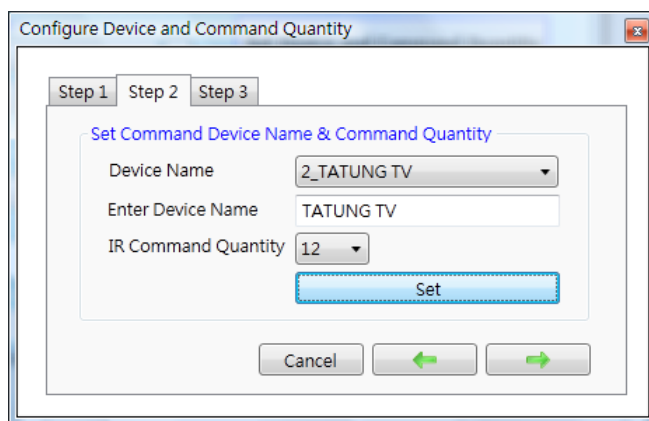 Configure Device and Command Quantity
Step 1 Step 2 Step 3
Set Command Device Name & Command Quantity
Device Name 2_TATUNG TV
Enter Device Name TATUNG TV
IR Command Quantity 12
Set
Cancel